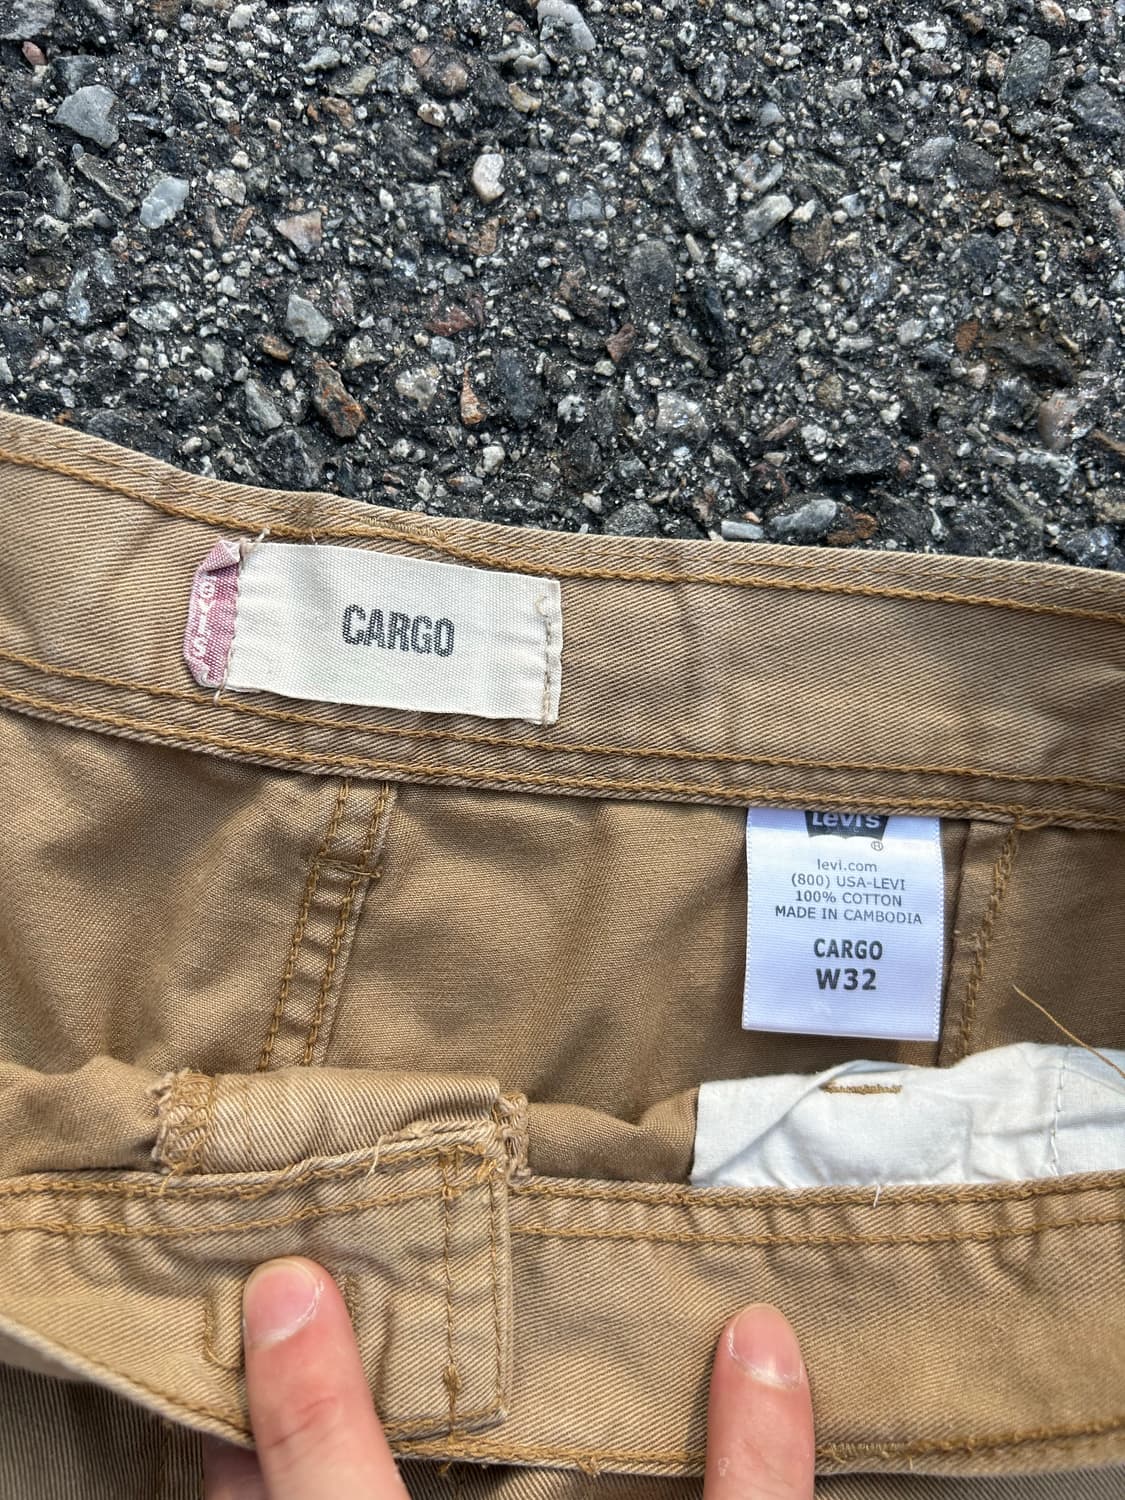 LEVI'S
CARGO
Levi's
®
levi.com
(800) USA-LEVI
100% COTTON
MADE IN CAMBODIA
CARGO
W32